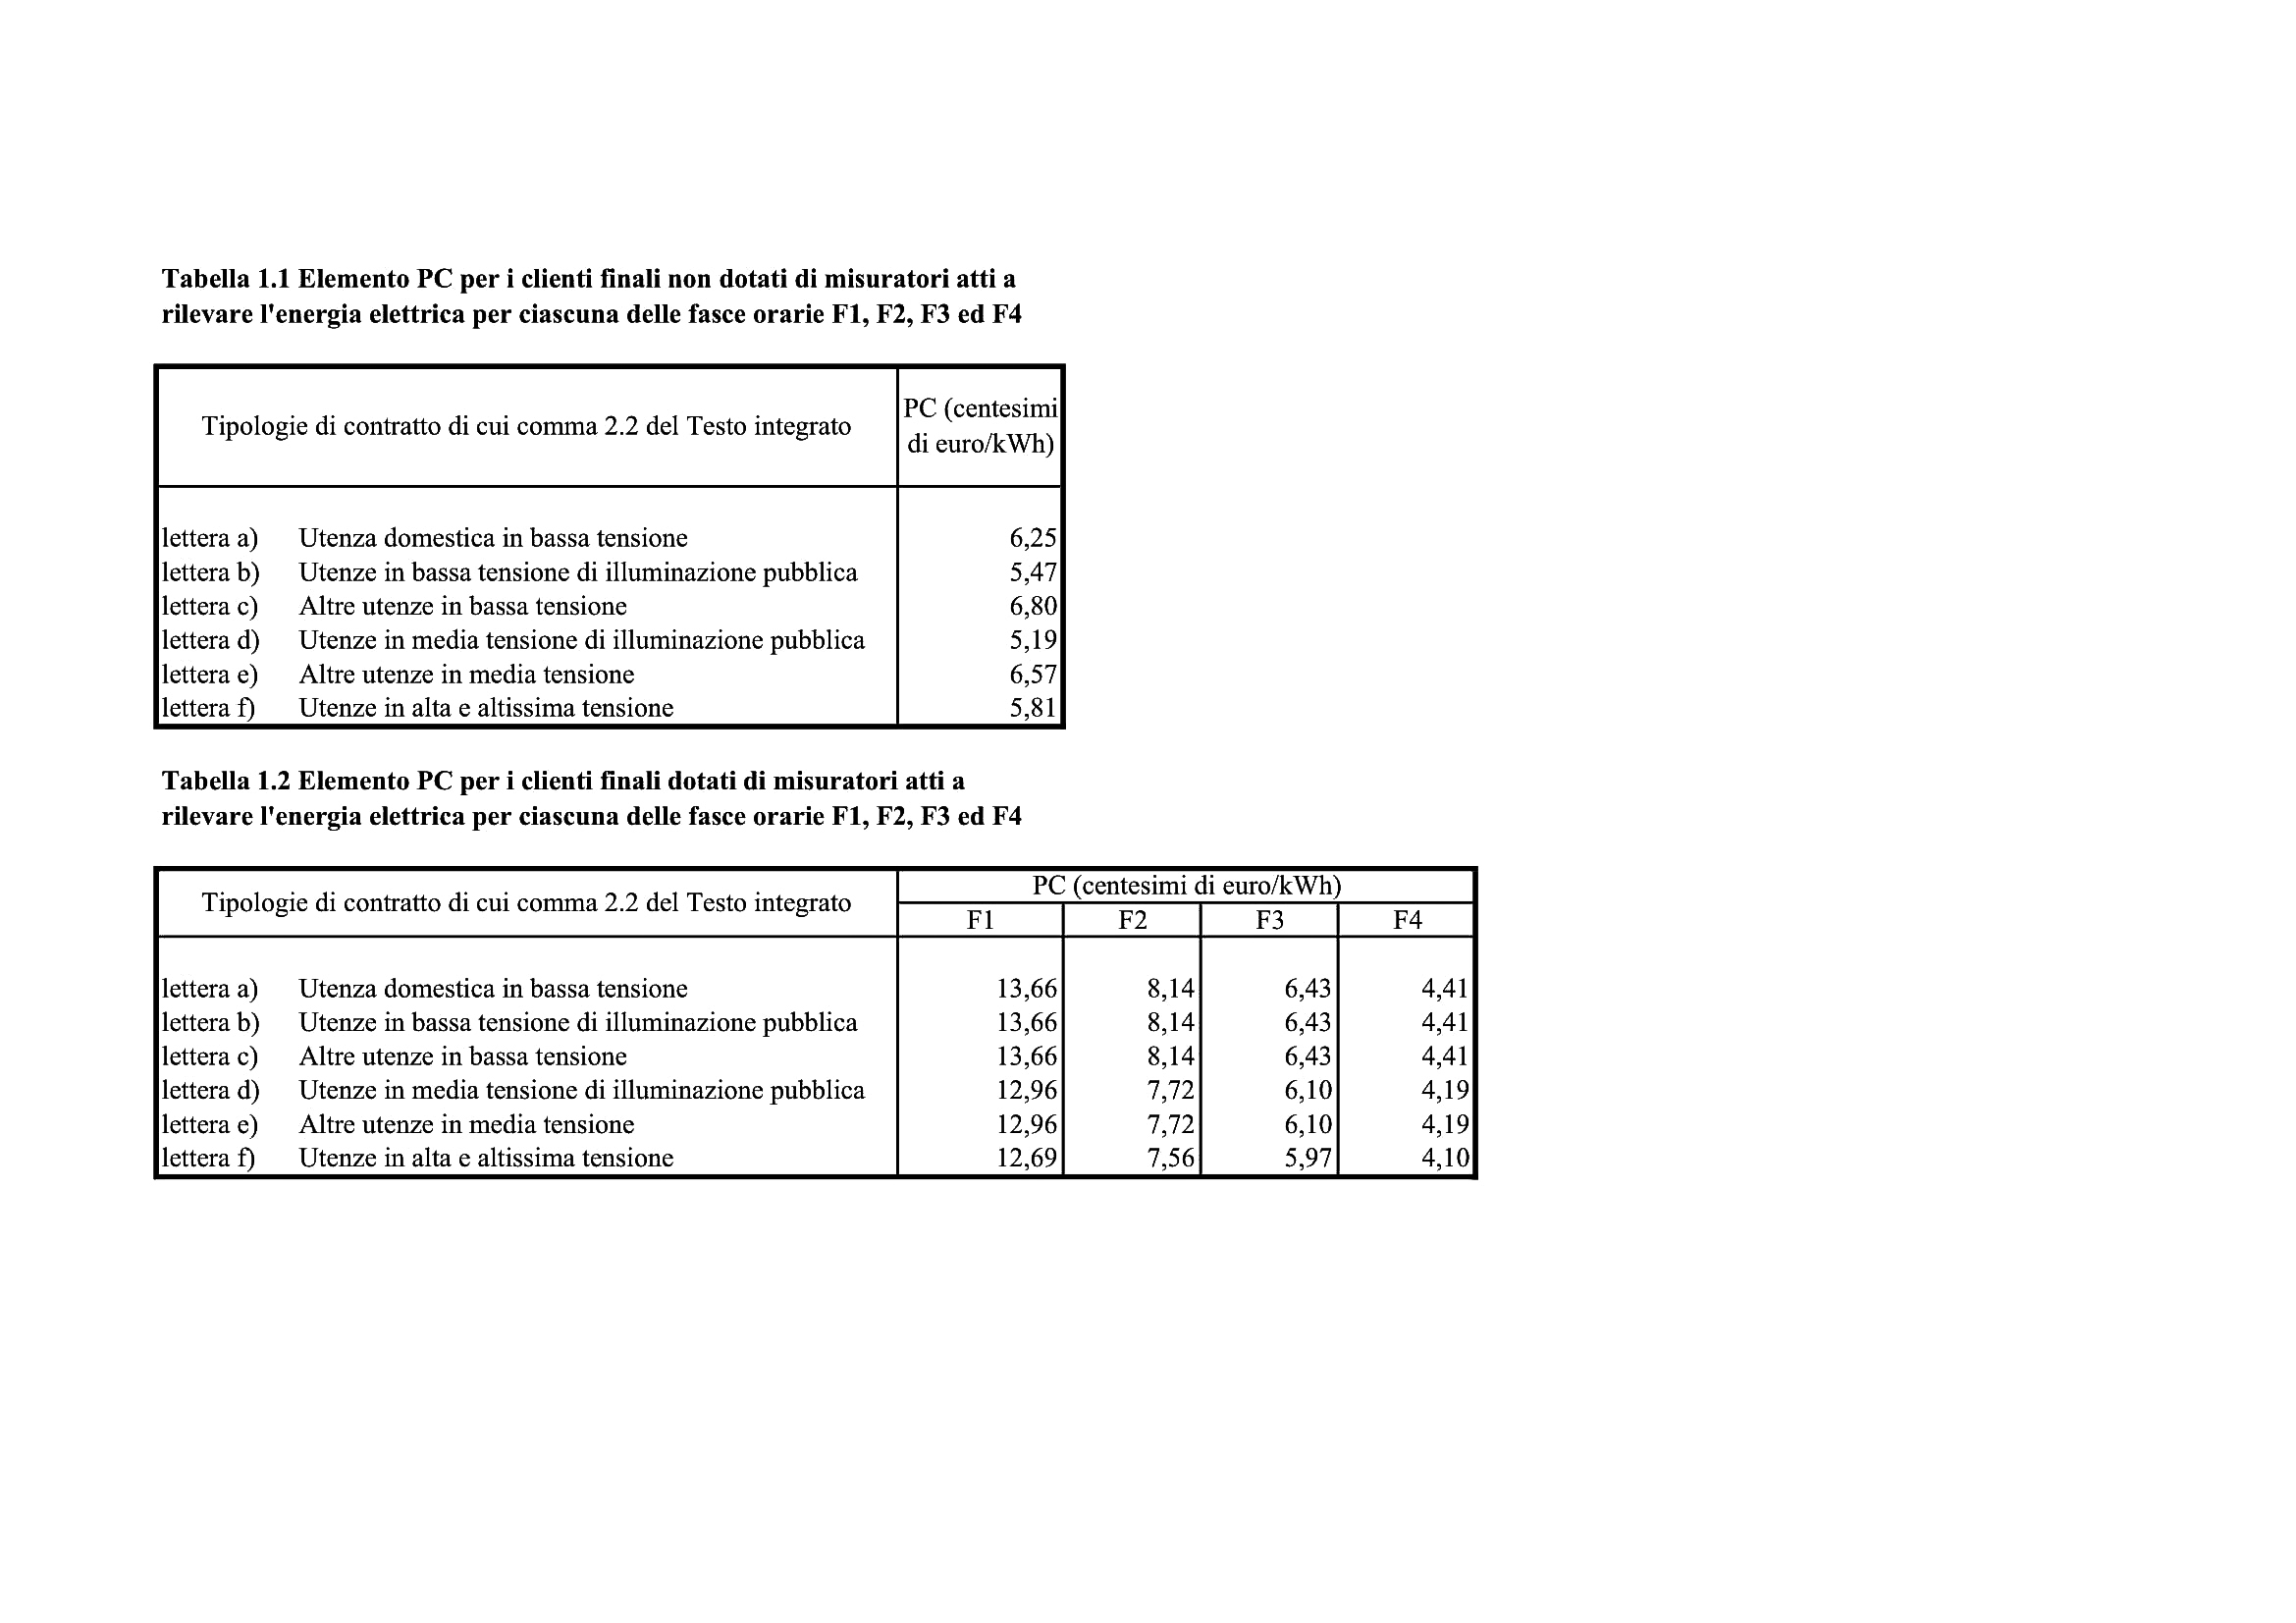 Tabella 1.1 Elemento PC per i clienti finali non dotati di misuratori atti a
rilevare l'energia elettrica per ciascuna delle fasce orarie F1, F2, F3 ed F4
Tipologie di contratto di cui comma 2.2 del Testo integrato
PC (centesimi
di euro/kWh)
lettera a) Utenza domestica in bassa tensione 6,25
lettera b) Utenze in bassa tensione di illuminazione pubblica 5,47
lettera c) Altre utenze in bassa tensione 6,80
lettera d) Utenze in media tensione di illuminazione pubblica 5,19
lettera e) Altre utenze in media tensione 6,57
lettera f) Utenze in alta e altissima tensione 5,81
Tabella 1.2 Elemento PC per i clienti finali dotati di misuratori atti a
rilevare l'energia elettrica per ciascuna delle fasce orarie F1, F2, F3 ed F4
Tipologie di contratto di cui comma 2.2 del Testo integrato
PC (centesimi di euro/kWh)
F1 F2 F3 F4
lettera a) Utenza domestica in bassa tensione 13,66 8,14 6,43 4,41
lettera b) Utenze in bassa tensione di illuminazione pubblica 13,66 8,14 6,43 4,41
lettera c) Altre utenze in bassa tensione 13,66 8,14 6,43 4,41
lettera d) Utenze in media tensione di illuminazione pubblica 12,96 7,72 6,10 4,19
lettera e) Altre utenze in media tensione 12,96 7,72 6,10 4,19
lettera f) Utenze in alta e altissima tensione 12,69 7,56 5,97 4,10